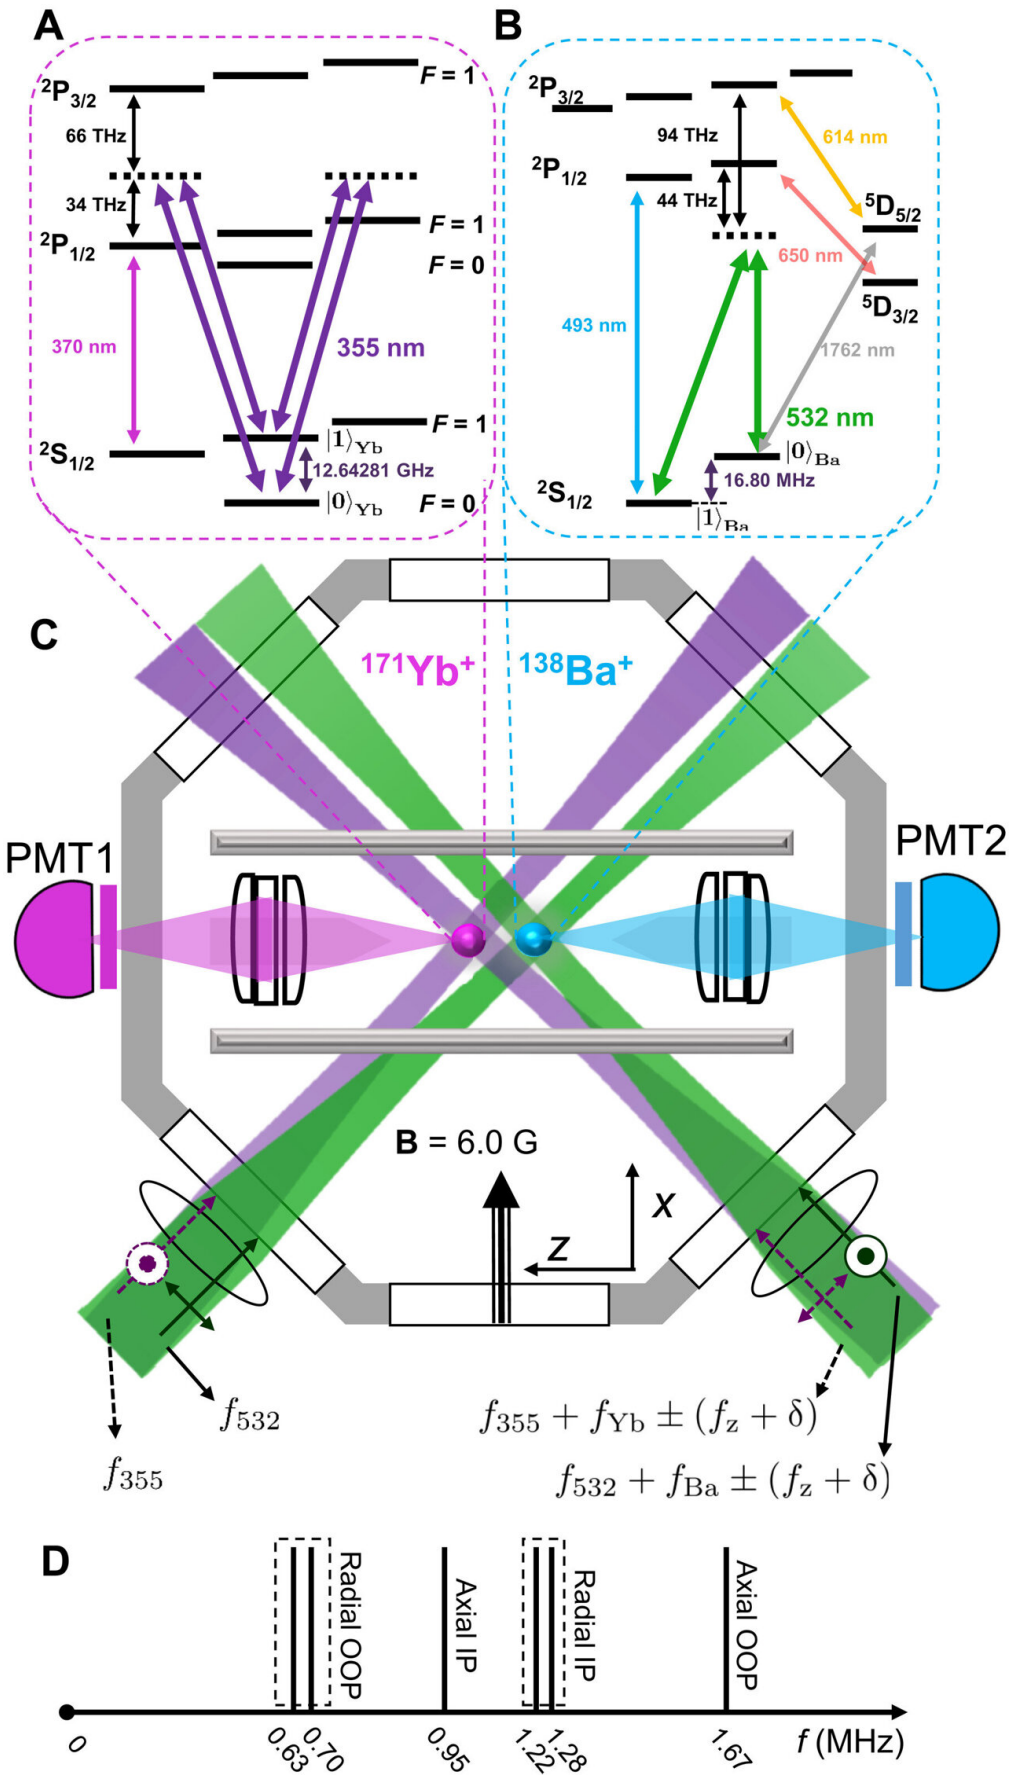 A
²P₃/₂
F = 1
66 THz
34 THz
²P₁/₂
F = 1
F = 0
370 nm
355 nm
²S₁/₂
F = 1
|1⟩Yb
12.64281 GHz
|0⟩Yb
F = 0
B
²P₃/₂
94 THz
614 nm
²P₁/₂
44 THz
⁵D₅/₂
650 nm
⁵D₃/₂
493 nm
1762 nm
532 nm
|0⟩Ba
16.80 MHz
²S₁/₂
|1⟩Ba
C
¹⁷¹Yb⁺
¹³⁸Ba⁺
PMT1
PMT2
B = 6.0 G
X
Z
f₅₃₂
f₃₅₅
f₃₅₅ + fYb ± (fz + δ)
f₅₃₂ + fBa ± (fz + δ)
D
Radial OOP
Axial IP
Radial IP
Axial OOP
0
0.63
0.70
0.95
1.22
1.28
1.67
f (MHz)